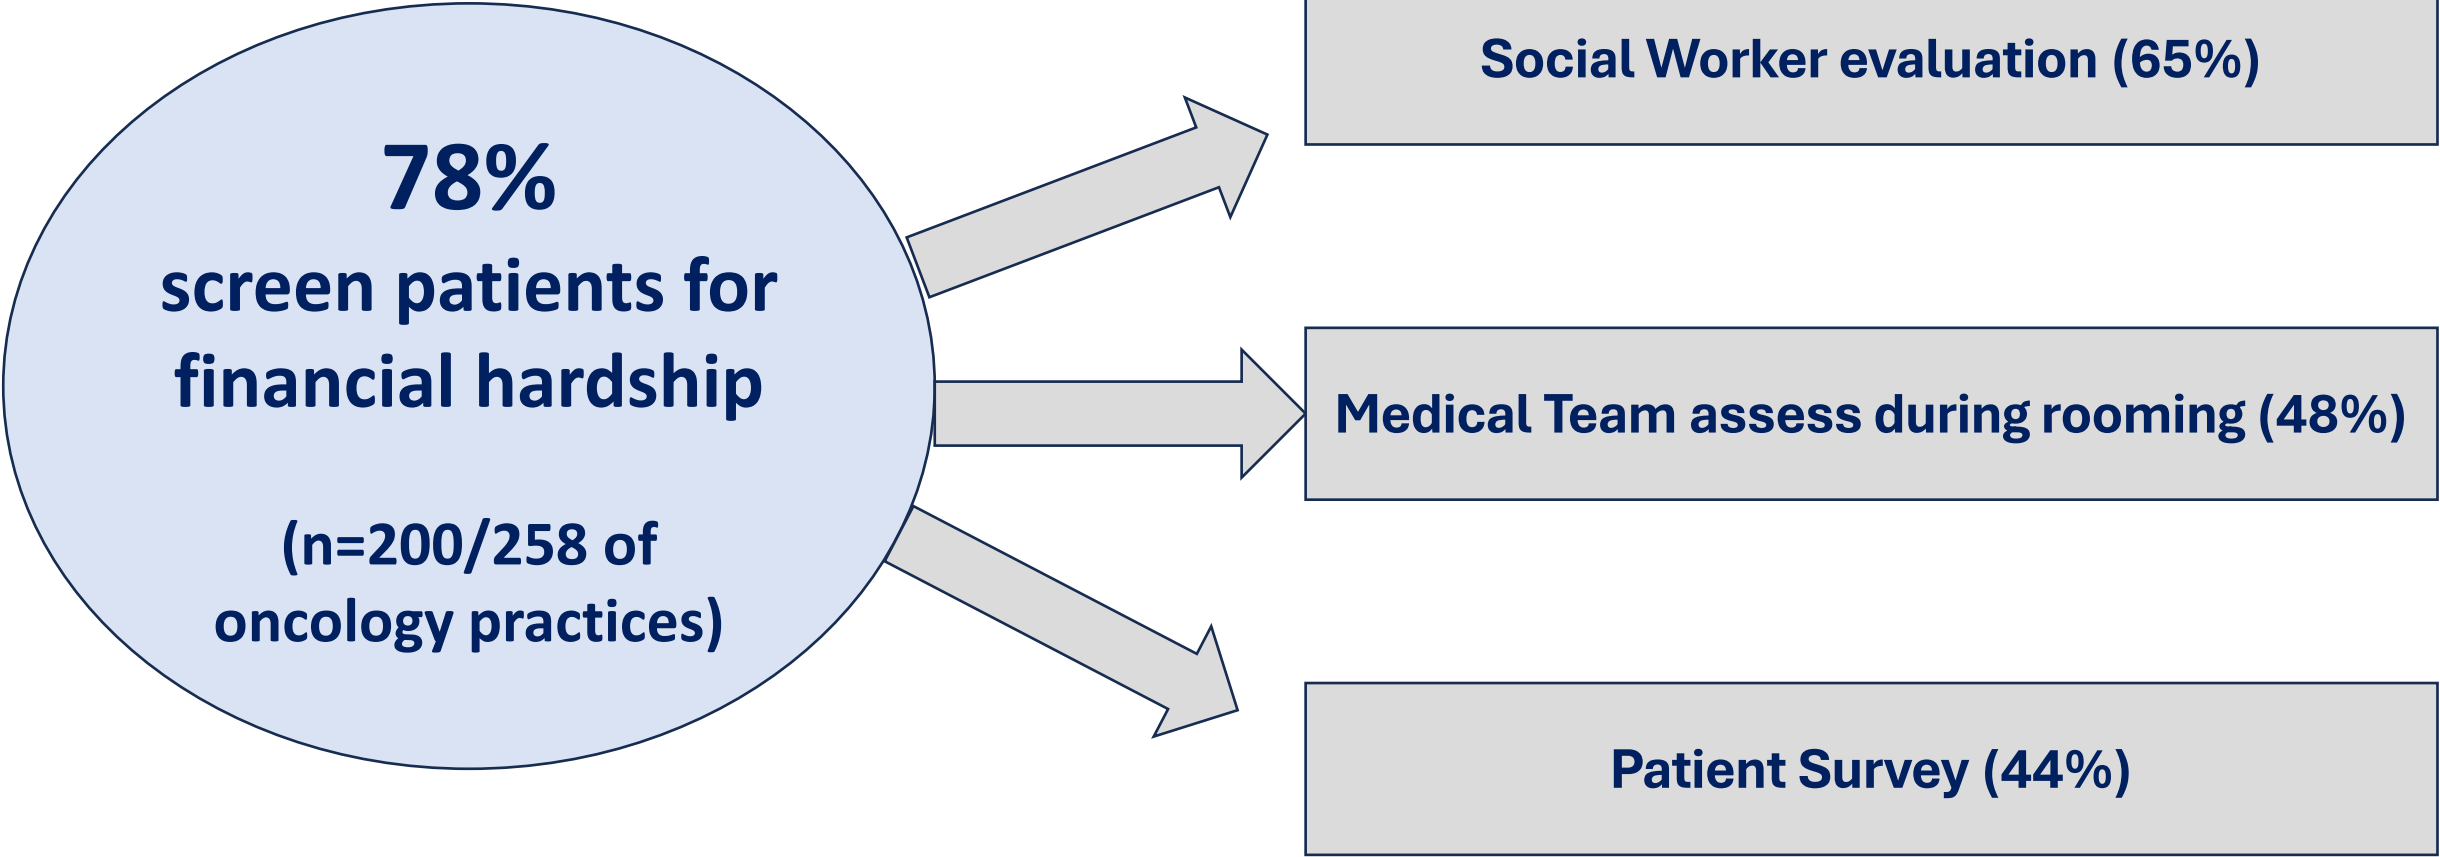 78%
screen patients for
financial hardship
(n=200/258 of
oncology practices)
Social Worker evaluation (65%)
Medical Team assess during rooming (48%)
Patient Survey (44%)